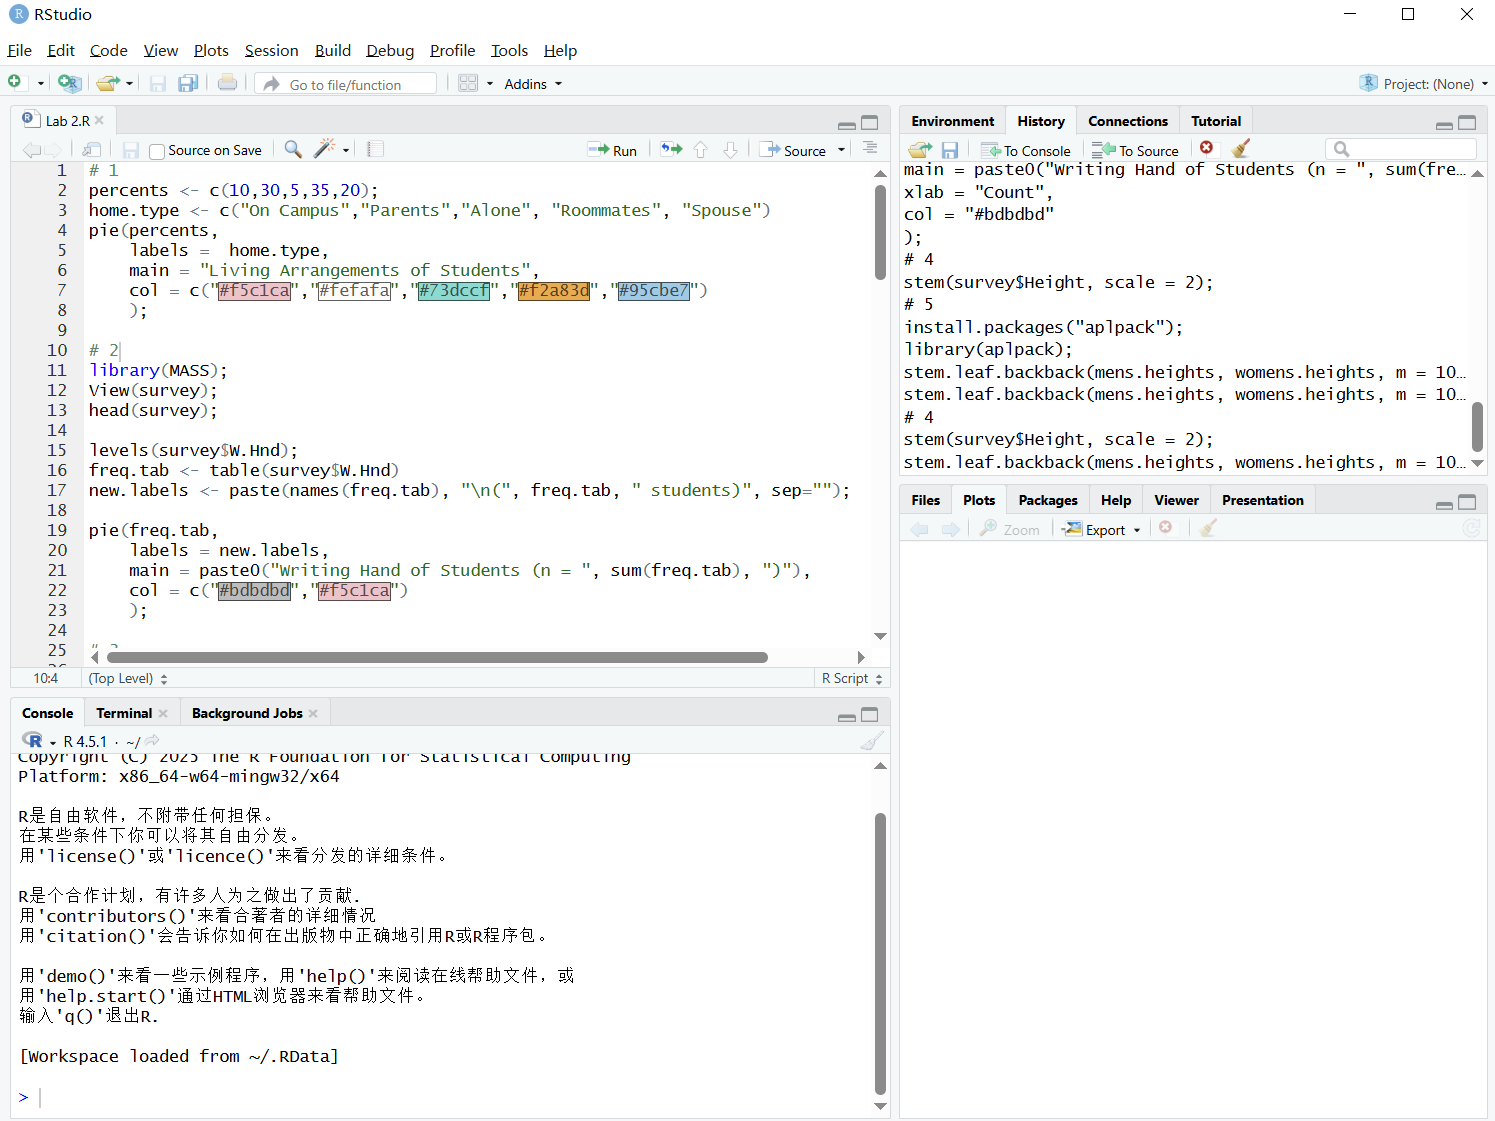 RStudio
File Edit Code View Plots Session Build Debug Profile Tools Help
Go to file/function Addins Project: (None)
Lab 2.R
Source on Save Run Source
1 # 1
2 percents <- c(10,30,5,35,20);
3 home.type <- c("On Campus","Parents","Alone", "Roommates", "Spouse")
4 pie(percents,
5 labels =  home.type,
6 main = "Living Arrangements of Students",
7 col = c("#f5c1ca","#fefafa","#73dccf","#f2a83d","#95cbe7")
8 );
9
10 # 2
11 library(MASS);
12 View(survey);
13 head(survey);
14
15 levels(survey$W.Hnd);
16 freq.tab <- table(survey$W.Hnd)
17 new.labels <- paste(names(freq.tab), "\n(", freq.tab, " students)", sep="");
18
19 pie(freq.tab,
20 labels = new.labels,
21 main = paste0("Writing Hand of Students (n = ", sum(freq.tab), ")"),
22 col = c("#bdbdbd","#f5c1ca")
23 );
24
25
10:4 (Top Level) R Script
Console Terminal Background Jobs
R 4.5.1 · ~/
Copyright (C) 2025 The R Foundation for Statistical Computing
Platform: x86_64-w64-mingw32/x64
R是自由软件，不附带任何担保。
在某些条件下你可以将其自由分发。
用'license()'或'licence()'来看分发的详细条件。
R是个合作计划，有许多人为之做出了贡献.
用'contributors()'来看合著者的详细情况
用'citation()'会告诉你如何在出版物中正确地引用R或R程序包。
用'demo()'来看一些示例程序，用'help()'来阅读在线帮助文件，或
用'help.start()'通过HTML浏览器来看帮助文件。
输入'q()'退出R.
[Workspace loaded from ~/.RData]
>
Environment History Connections Tutorial
To Console To Source
main = paste0("Writing Hand of Students (n = ", sum(fre…
xlab = "Count",
col = "#bdbdbd"
);
# 4
stem(survey$Height, scale = 2);
# 5
install.packages("aplpack");
library(aplpack);
stem.leaf.backback(mens.heights, womens.heights, m = 10…
stem.leaf.backback(mens.heights, womens.heights, m = 10…
# 4
stem(survey$Height, scale = 2);
stem.leaf.backback(mens.heights, womens.heights, m = 10…
Files Plots Packages Help Viewer Presentation
Zoom Export